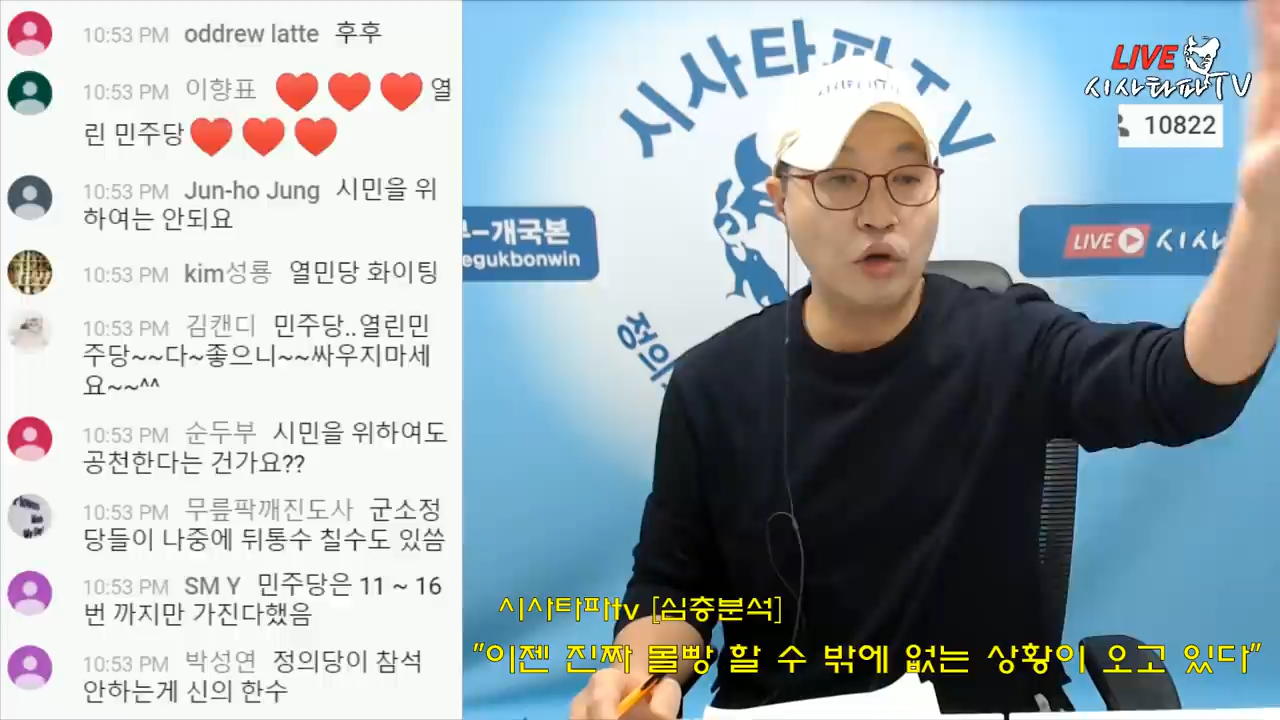 10:53 PM oddrew latte 후후
10:53 PM 이향표 ❤️❤️❤️열
린 민주당❤️❤️❤️
10:53 PM Jun-ho Jung 시민을 위
하여는 안되요
10:53 PM kim성룡 열민당 화이팅
10:53 PM 김캔디 민주당..열린민
주당~~다~좋으니~~싸우지마세
요~~^^
10:53 PM 순두부 시민을 위하여도
공천한다는 건가요??
10:53 PM 무릎팍깨진도사 군소정
당들이 나중에 뒤통수 칠수도 있씀
10:53 PM SM Y 민주당은 11 ~ 16
번 까지만 가진다했음
10:53 PM 박성연 정의당이 참석
안하는게 신의 한수
시사타파TV
LIVE
시사타파TV
10822
부-개국본
egukbonwin
LIVE 시사
정의
시사타파tv [심층분석]
"이젠 진짜 몰빵 할 수 밖에 없는 상황이 오고 있다"